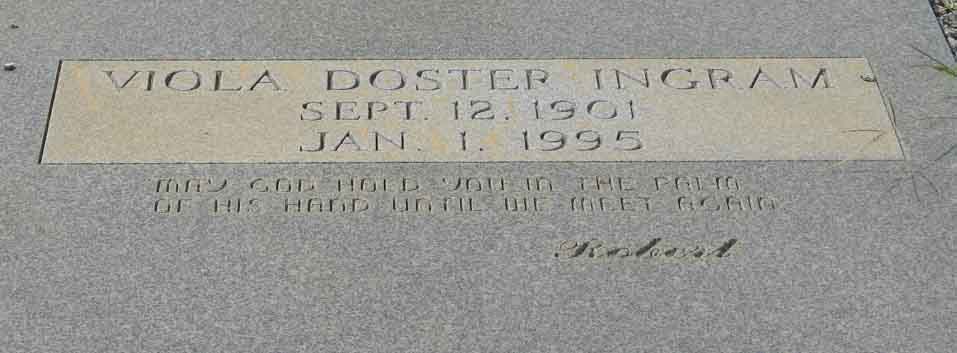 VIOLA DOSTER INGRAM
SEPT. 12, 1901
JAN. 1, 1995
MAY GOD HOLD YOU IN THE PALM
OF HIS HAND UNTIL WE MEET AGAIN
Robert